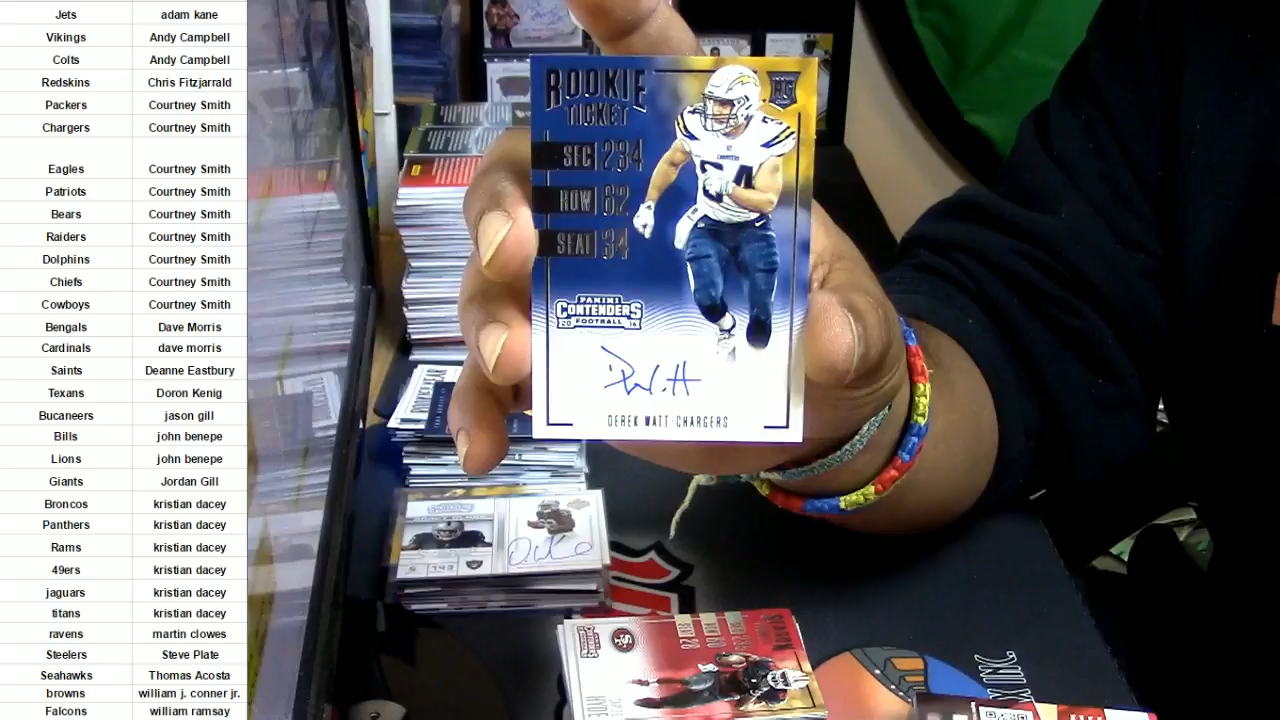 Jets adam kane
Vikings Andy Campbell
Colts Andy Campbell
Redskins Chris Fitzjarrald
Packers Courtney Smith
Chargers Courtney Smith
Eagles Courtney Smith
Patriots Courtney Smith
Bears Courtney Smith
Raiders Courtney Smith
Dolphins Courtney Smith
Chiefs Courtney Smith
Cowboys Courtney Smith
Bengals Dave Morris
Cardinals dave morris
Saints Deanne Eastbury
Texans Doron Kenig
Bucaneers jason gill
Bills john benepe
Lions john benepe
Giants Jordan Gill
Broncos kristian dacey
Panthers kristian dacey
Rams kristian dacey
49ers kristian dacey
jaguars kristian dacey
titans kristian dacey
ravens martin clowes
Steelers Steve Plate
Seahawks Thomas Acosta
browns william j. conner jr.
Falcons william ramsay
ROOKIE
TICKET
SEC 234
ROW 62
SEAT 34
PANINI
CONTENDERS
20 FOOTBALL 16
DEREK WATT·CHARGERS